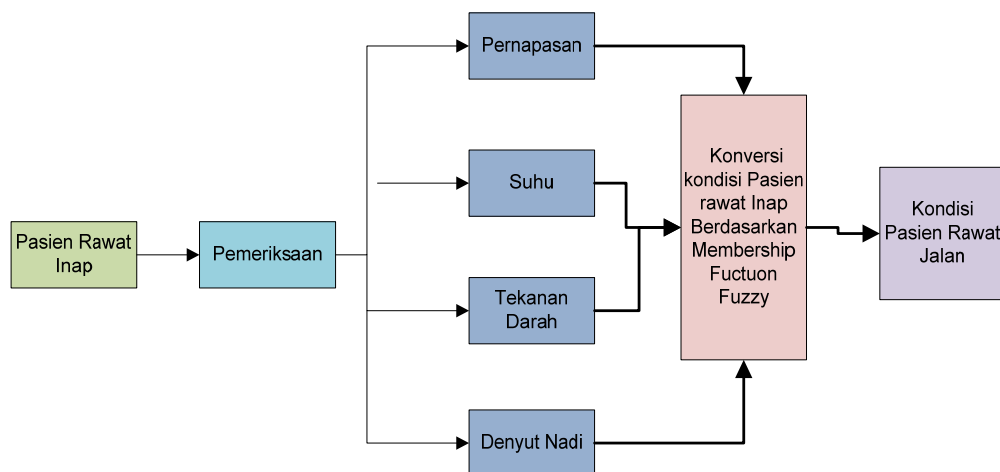 Pasien Rawat
Inap
Pemeriksaan
Pernapasan
Suhu
Tekanan
Darah
Denyut Nadi
Konversi
kondisi Pasien
rawat Inap
Berdasarkan
Membership
Fuctuon
Fuzzy
Kondisi
Pasien Rawat
Jalan